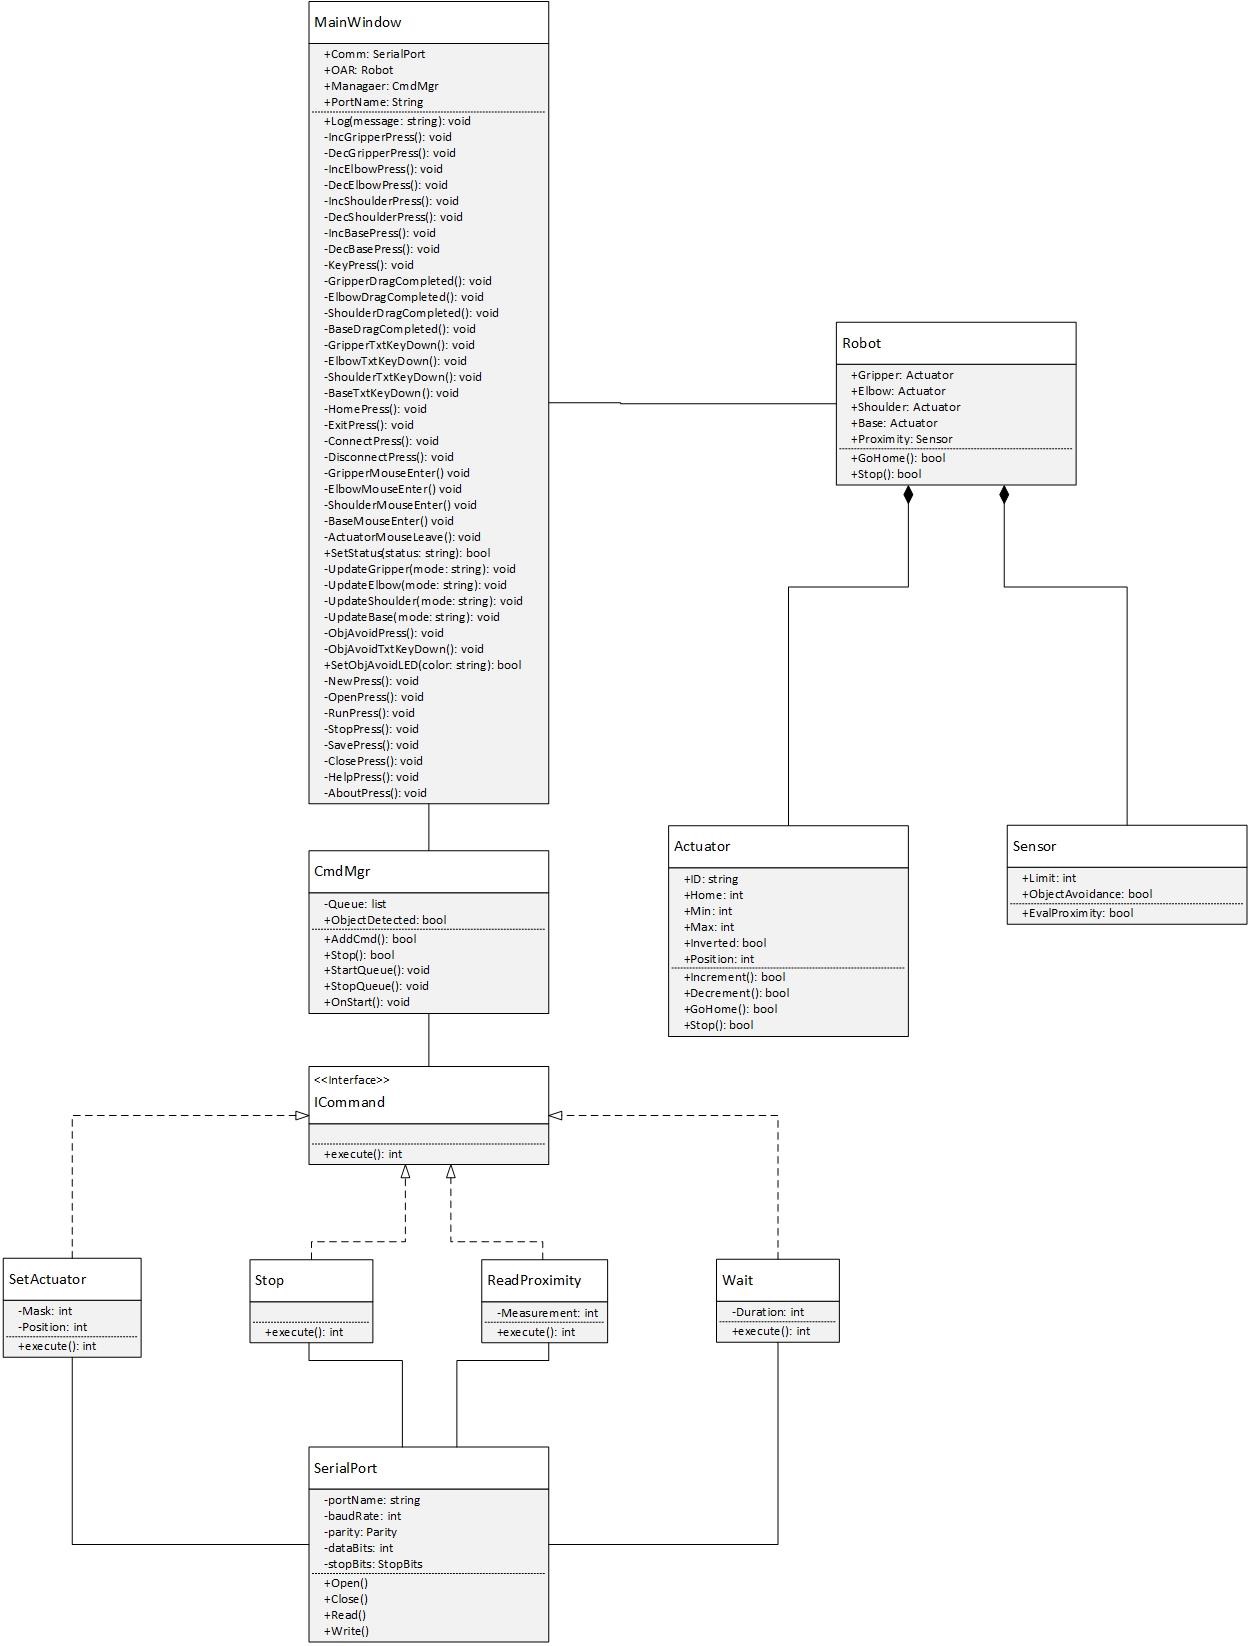 MainWindow
+Comm: SerialPort
+OAR: Robot
+Managaer: CmdMgr
+PortName: String
+Log(message: string): void
-IncGripperPress(): void
-DecGripperPress(): void
-IncElbowPress(): void
-DecElbowPress(): void
-IncShoulderPress(): void
-DecShoulderPress(): void
-IncBasePress(): void
-DecBasePress(): void
-KeyPress(): void
-GripperDragCompleted(): void
-ElbowDragCompleted(): void
-ShoulderDragCompleted(): void
-BaseDragCompleted(): void
-GripperTxtKeyDown(): void
-ElbowTxtKeyDown(): void
-ShoulderTxtKeyDown(): void
-BaseTxtKeyDown(): void
-HomePress(): void
-ExitPress(): void
-ConnectPress(): void
-DisconnectPress(): void
-GripperMouseEnter() void
-ElbowMouseEnter() void
-ShoulderMouseEnter() void
-BaseMouseEnter() void
-ActuatorMouseLeave(): void
+SetStatus(status: string): bool
-UpdateGripper(mode: string): void
-UpdateElbow(mode: string): void
-UpdateShoulder(mode: string): void
-UpdateBase(mode: string): void
-ObjAvoidPress(): void
-ObjAvoidTxtKeyDown(): void
+SetObjAvoidLED(color: string): bool
-NewPress(): void
-OpenPress(): void
-RunPress(): void
-StopPress(): void
-SavePress(): void
-ClosePress(): void
-HelpPress(): void
-AboutPress(): void
Robot
+Gripper: Actuator
+Elbow: Actuator
+Shoulder: Actuator
+Base: Actuator
+Proximity: Sensor
+GoHome(): bool
+Stop(): bool
Actuator
+ID: string
+Home: int
+Min: int
+Max: int
+Inverted: bool
+Position: int
+Increment(): bool
+Decrement(): bool
+GoHome(): bool
+Stop(): bool
Sensor
+Limit: int
+ObjectAvoidance: bool
+EvalProximity: bool
CmdMgr
-Queue: list
+ObjectDetected: bool
+AddCmd(): bool
+Stop(): bool
+StartQueue(): void
+StopQueue(): void
+OnStart(): void
<<Interface>>
ICommand
+execute(): int
SetActuator
-Mask: int
-Position: int
+execute(): int
Stop
+execute(): int
ReadProximity
-Measurement: int
+execute(): int
Wait
-Duration: int
+execute(): int
SerialPort
-portName: string
-baudRate: int
-parity: Parity
-dataBits: int
-stopBits: StopBits
+Open()
+Close()
+Read()
+Write()